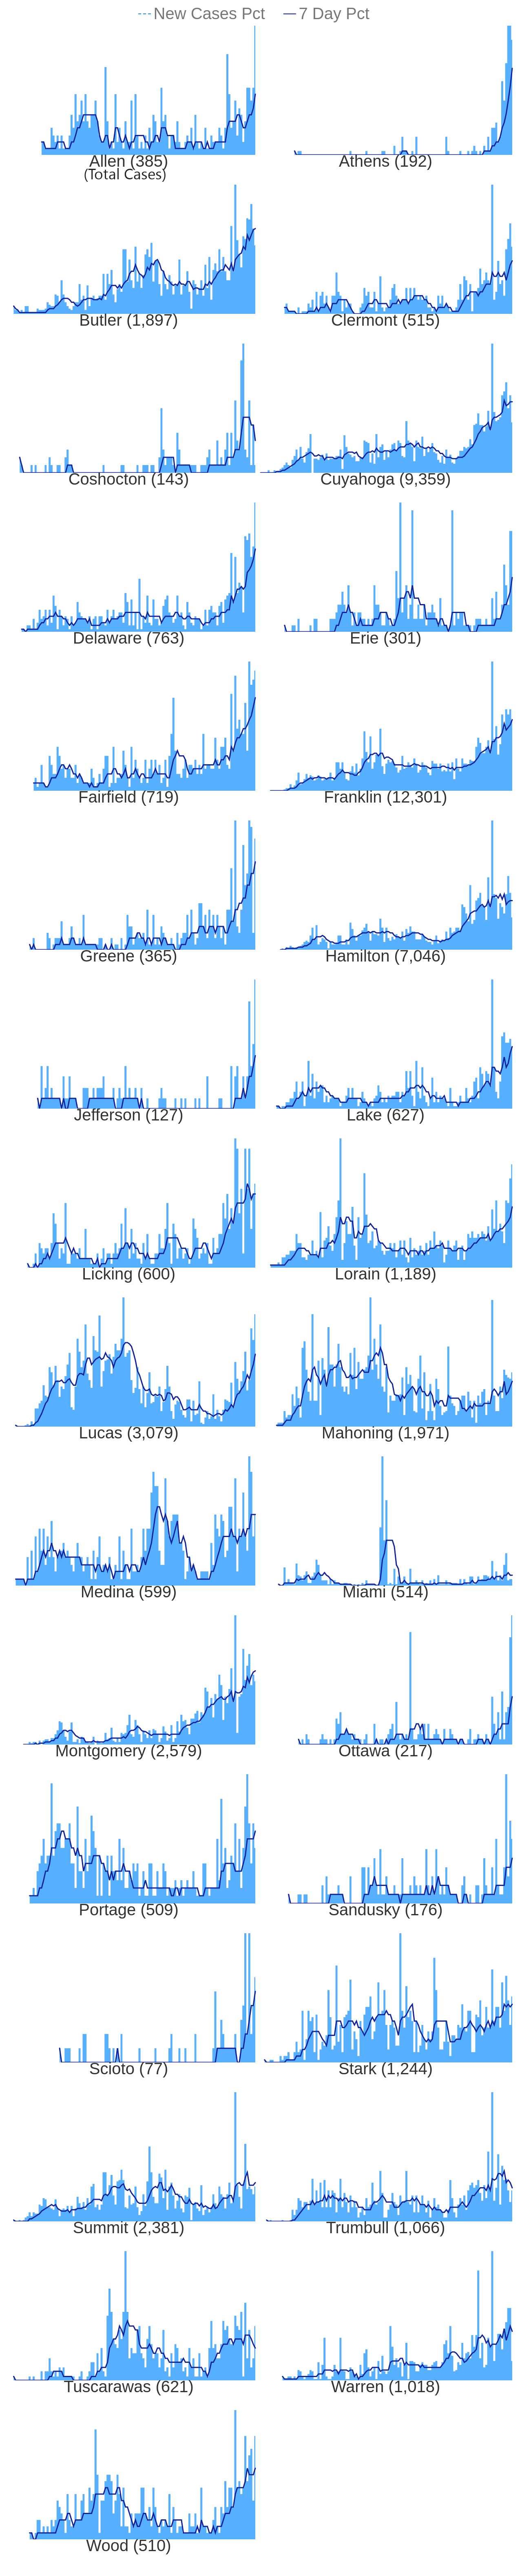 New Cases Pct 7 Day Pct
Allen (385) Athens (192)
(Total Cases)
Butler (1,897) Clermont (515)
Coshocton (143) Cuyahoga (9,359)
Delaware (763) Erie (301)
Fairfield (719) Franklin (12,301)
Greene (365) Hamilton (7,046)
Jefferson (127) Lake (627)
Licking (600) Lorain (1,189)
Lucas (3,079) Mahoning (1,971)
Medina (599) Miami (514)
Montgomery (2,579) Ottawa (217)
Portage (509) Sandusky (176)
Scioto (77) Stark (1,244)
Summit (2,381) Trumbull (1,066)
Tuscarawas (621) Warren (1,018)
Wood (510)